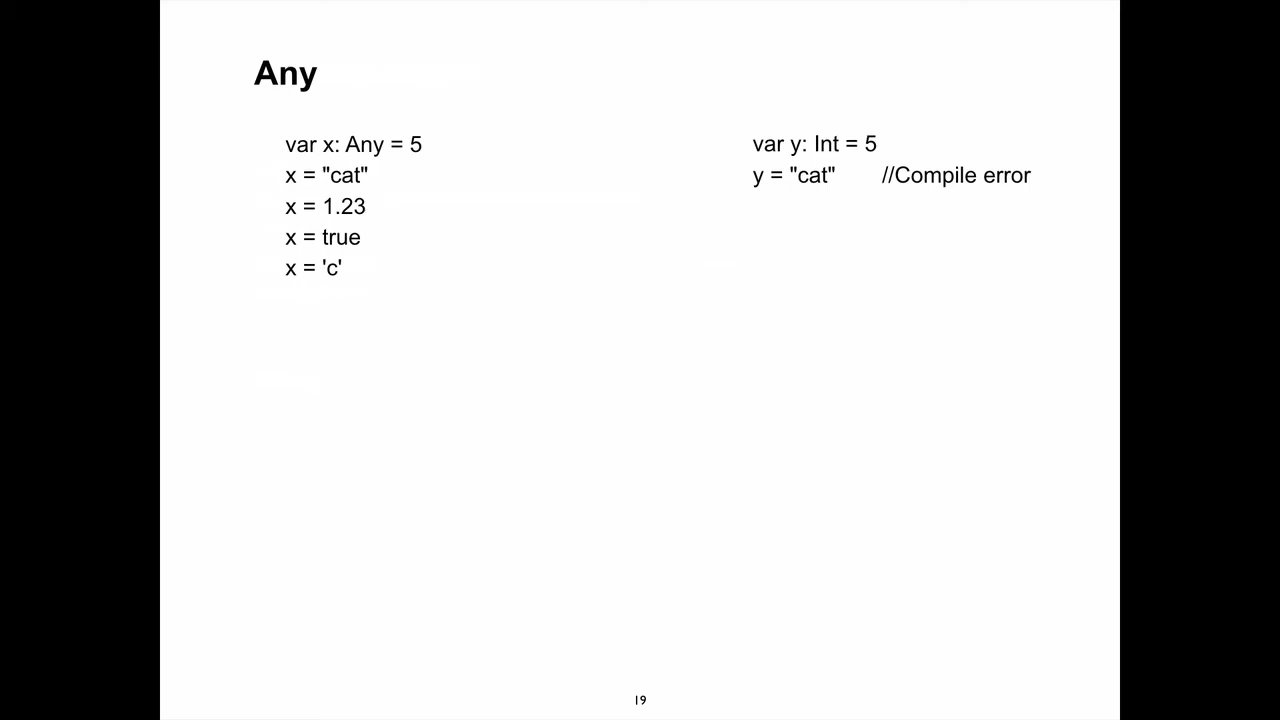 Any
var x: Any = 5
x = "cat"
x = 1.23
x = true
x = 'c'
var y: Int = 5
y = "cat" //Compile error
19